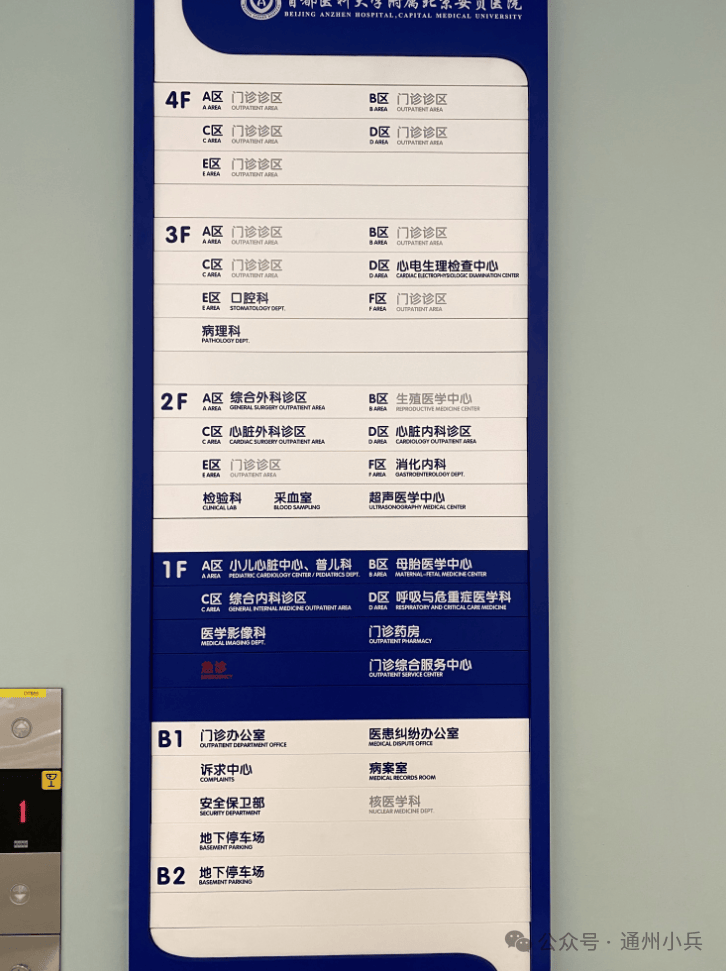 首都医科大学附属北京安贞医院
BEIJING ANZHEN HOSPITAL, CAPITAL MEDICAL UNIVERSITY
4F A区 门诊诊区 B区 门诊诊区
A AREA OUTPATIENT AREA B AREA OUTPATIENT AREA
C区 门诊诊区 D区 门诊诊区
C AREA OUTPATIENT AREA D AREA OUTPATIENT AREA
E区 门诊诊区
E AREA OUTPATIENT AREA
3F A区 门诊诊区 B区 门诊诊区
A AREA OUTPATIENT AREA B AREA OUTPATIENT AREA
C区 门诊诊区 D区 心电生理检查中心
C AREA OUTPATIENT AREA D AREA CARDIAC ELECTROPHYSIOLOGIC EXAMINATION CENTER
E区 口腔科 F区 门诊诊区
E AREA STOMATOLOGY DEPT. F AREA OUTPATIENT AREA
病理科
PATHOLOGY DEPT.
2F A区 综合外科诊区 B区 生殖医学中心
A AREA GENERAL SURGERY OUTPATIENT AREA B AREA REPRODUCTIVE MEDICINE CENTER
C区 心脏外科诊区 D区 心脏内科诊区
C AREA CARDIAC SURGERY OUTPATIENT AREA D AREA CARDIOLOGY OUTPATIENT AREA
E区 门诊诊区 F区 消化内科
E AREA OUTPATIENT AREA F AREA GASTROENTEROLOGY DEPT.
检验科 采血室 超声医学中心
CLINICAL LAB BLOOD SAMPLING ULTRASONOGRAPHY MEDICAL CENTER
1F A区 小儿心脏中心、普儿科 B区 母胎医学中心
A AREA PEDIATRIC CARDIOLOGY CENTER / PEDIATRICS DEPT. B AREA MATERNAL-FETAL MEDICINE CENTER
C区 综合内科诊区 D区 呼吸与危重症医学科
C AREA GENERAL INTERNAL MEDICINE OUTPATIENT AREA D AREA RESPIRATORY AND CRITICAL CARE MEDICINE
医学影像科 门诊药房
MEDICAL IMAGING DEPT. OUTPATIENT PHARMACY
急诊 门诊综合服务中心
EMERGENCY OUTPATIENT SERVICE CENTER
B1 门诊办公室 医患纠纷办公室
OUTPATIENT DEPARTMENT OFFICE MEDICAL DISPUTE OFFICE
诉求中心 病案室
COMPLAINTS MEDICAL RECORDS ROOM
安全保卫部 核医学科
SECURITY DEPARTMENT NUCLEAR MEDICINE DEPT.
地下停车场
BASEMENT PARKING
B2 地下停车场
BASEMENT PARKING
1
公众号·通州小兵